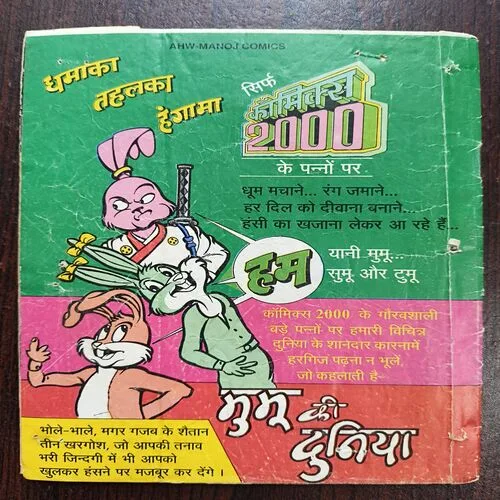 AHW-MANOJ COMICS
धमाका
तहलका
हंगामा
सिर्फ
कॉमिक्स
2000
के पन्नों पर
धूम मचाने... रंग जमाने...
हर दिल को दीवाना बनाने...
हंसी का खजाना लेकर आ रहे हैं...
हम
यानी मुमू...
सुमू और टुमू
कॉमिक्स 2000 के गौरवशाली
बड़े पन्नों पर हमारी विचित्र
दुनिया के शानदार कारनामें
हरगिज पढ़ना न भूलें,
जो कहलाती है-
मुमू की
दुनिया
भोले-भाले, मगर गजब के शैतान
तीन खरगोश, जो आपकी तनाव
भरी जिन्दगी में भी आपको
खुलकर हंसने पर मजबूर कर देंगे ।